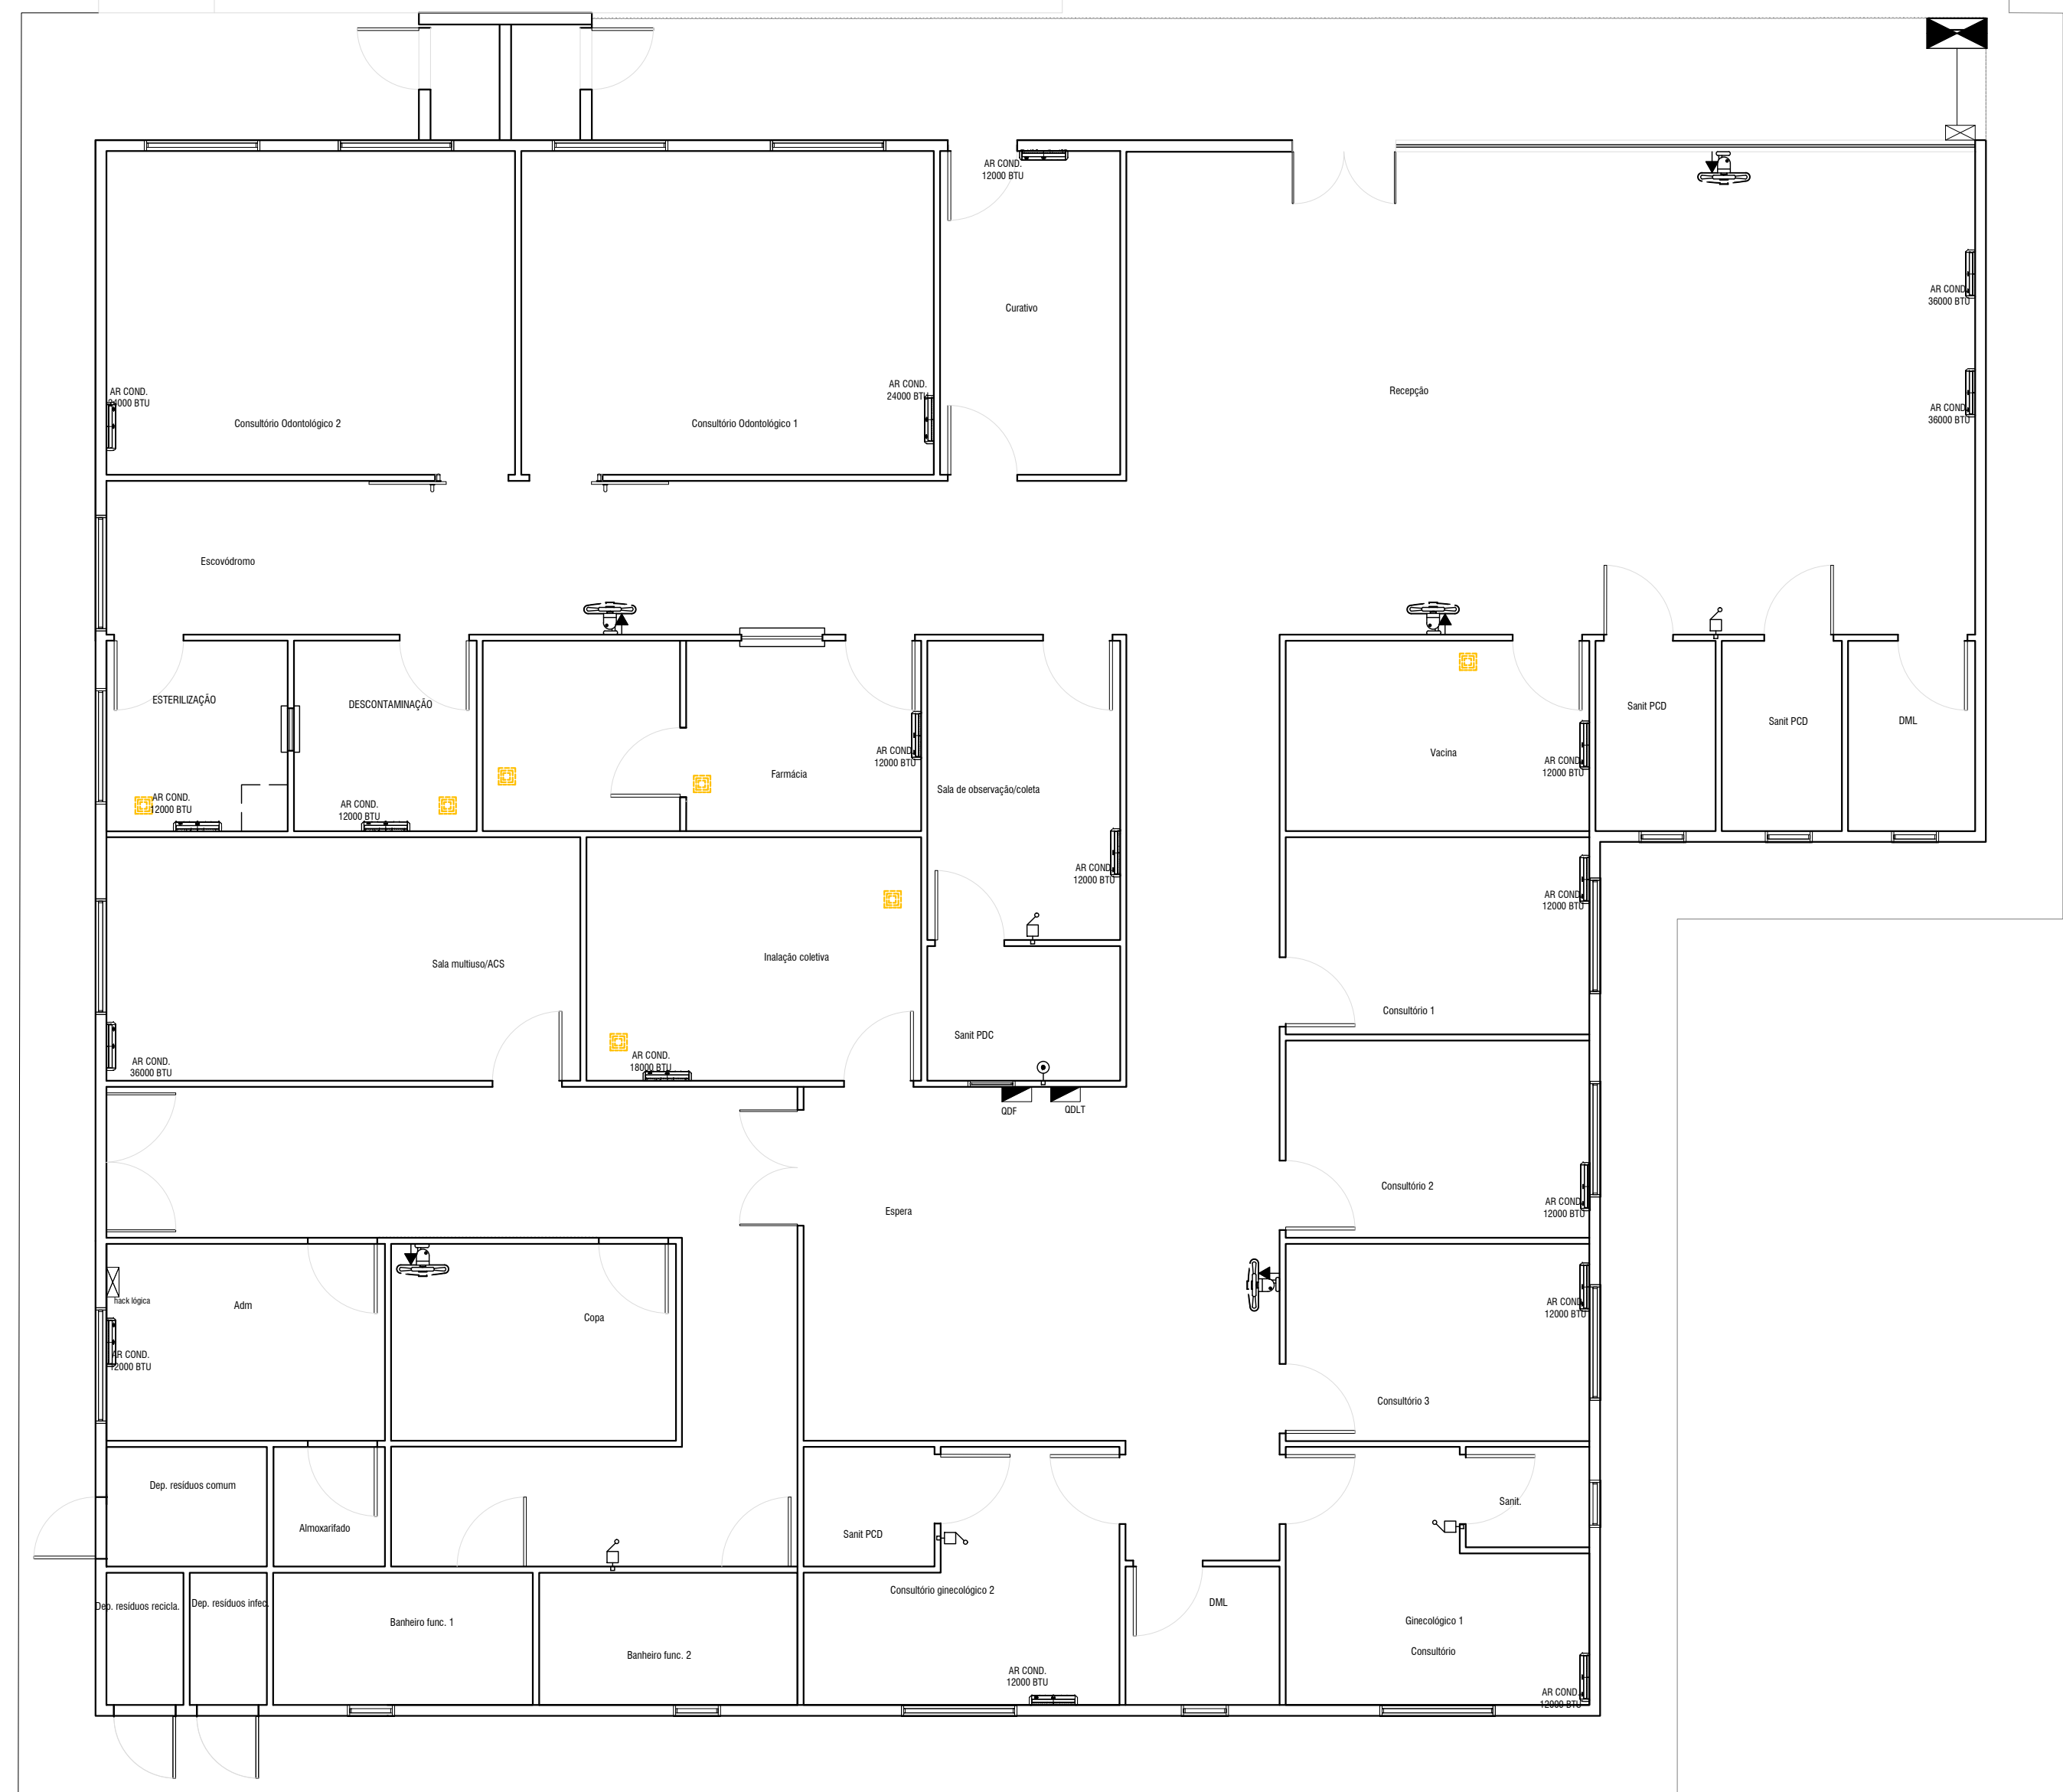 AR COND.
12000 BTU
Curativo
AR COND.
36000 BTU
AR COND.
24000 BTU
AR COND.
24000 BTU
Recepção
AR COND.
36000 BTU
Consultório Odontológico 2
Consultório Odontológico 1
Escovódromo
ESTERILIZAÇÃO
DESCONTAMINAÇÃO
Sanit PCD
Sanit PCD
DML
AR COND.
12000 BTU
Vacina
AR COND.
12000 BTU
Farmácia
Sala de observação/coleta
AR COND.
12000 BTU
AR COND.
12000 BTU
AR COND.
12000 BTU
AR COND.
12000 BTU
Sala multiuso/ACS
Inalação coletiva
Consultório 1
Sanit PDC
AR COND.
36000 BTU
AR COND.
18000 BTU
QDF
QDLT
Consultório 2
AR COND.
12000 BTU
Espera
hack lógica
Adm
Copa
AR COND.
12000 BTU
AR COND.
12000 BTU
Consultório 3
Dep. resíduos comum
Almoxarifado
Sanit PCD
Sanit.
Consultório ginecológico 2
Dep. resíduos recicla.
Dep. resíduos infec.
DML
Banheiro func. 1
Ginecológico 1
Consultório
Banheiro func. 2
AR COND.
12000 BTU
AR COND.
12000 BTU